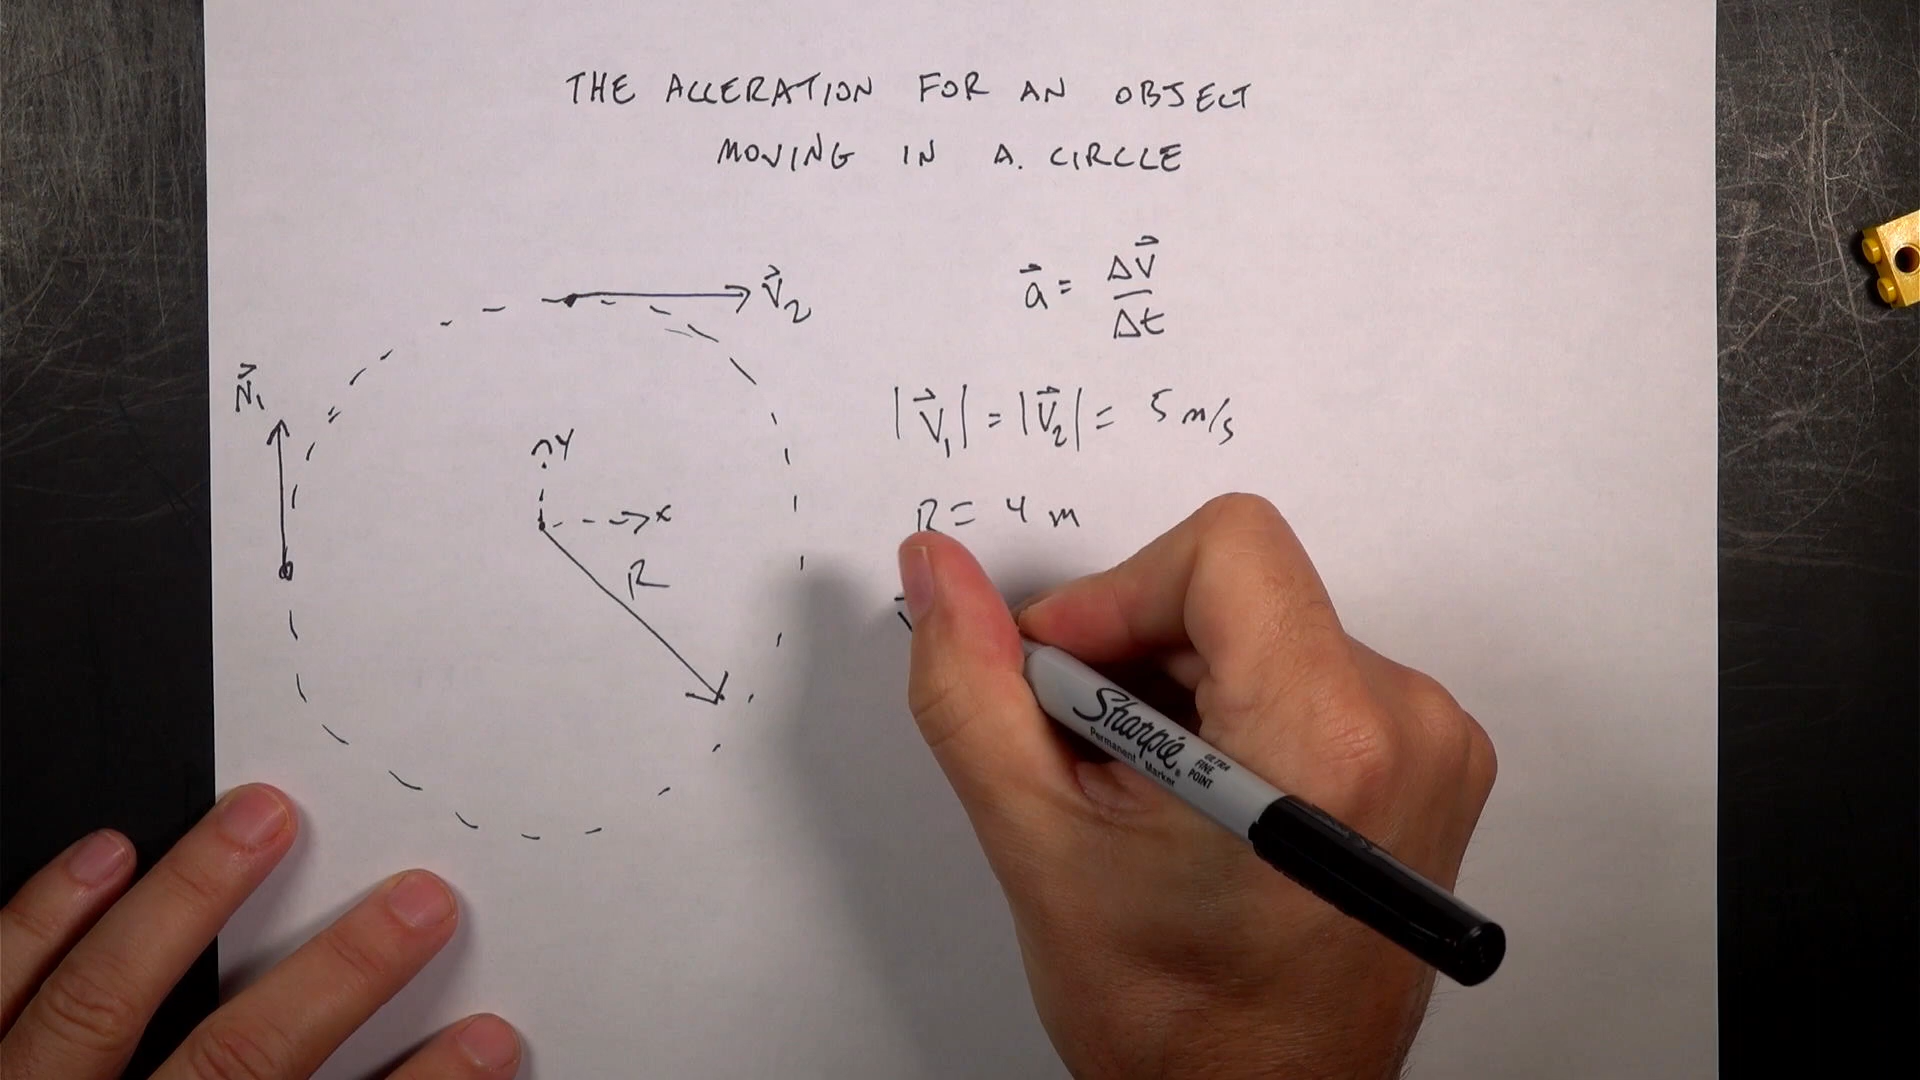 THE ACCERATION FOR AN OBJECT
MOVING IN A. CIRCLE
a⃗ = ΔV⃗/Δt
V⃗2
V⃗1
|V⃗1| = |V⃗2| = 5 m/s
y
x
R
R = 4 m
Sharpie®
Permanent Marker
ULTRA
FINE
POINT